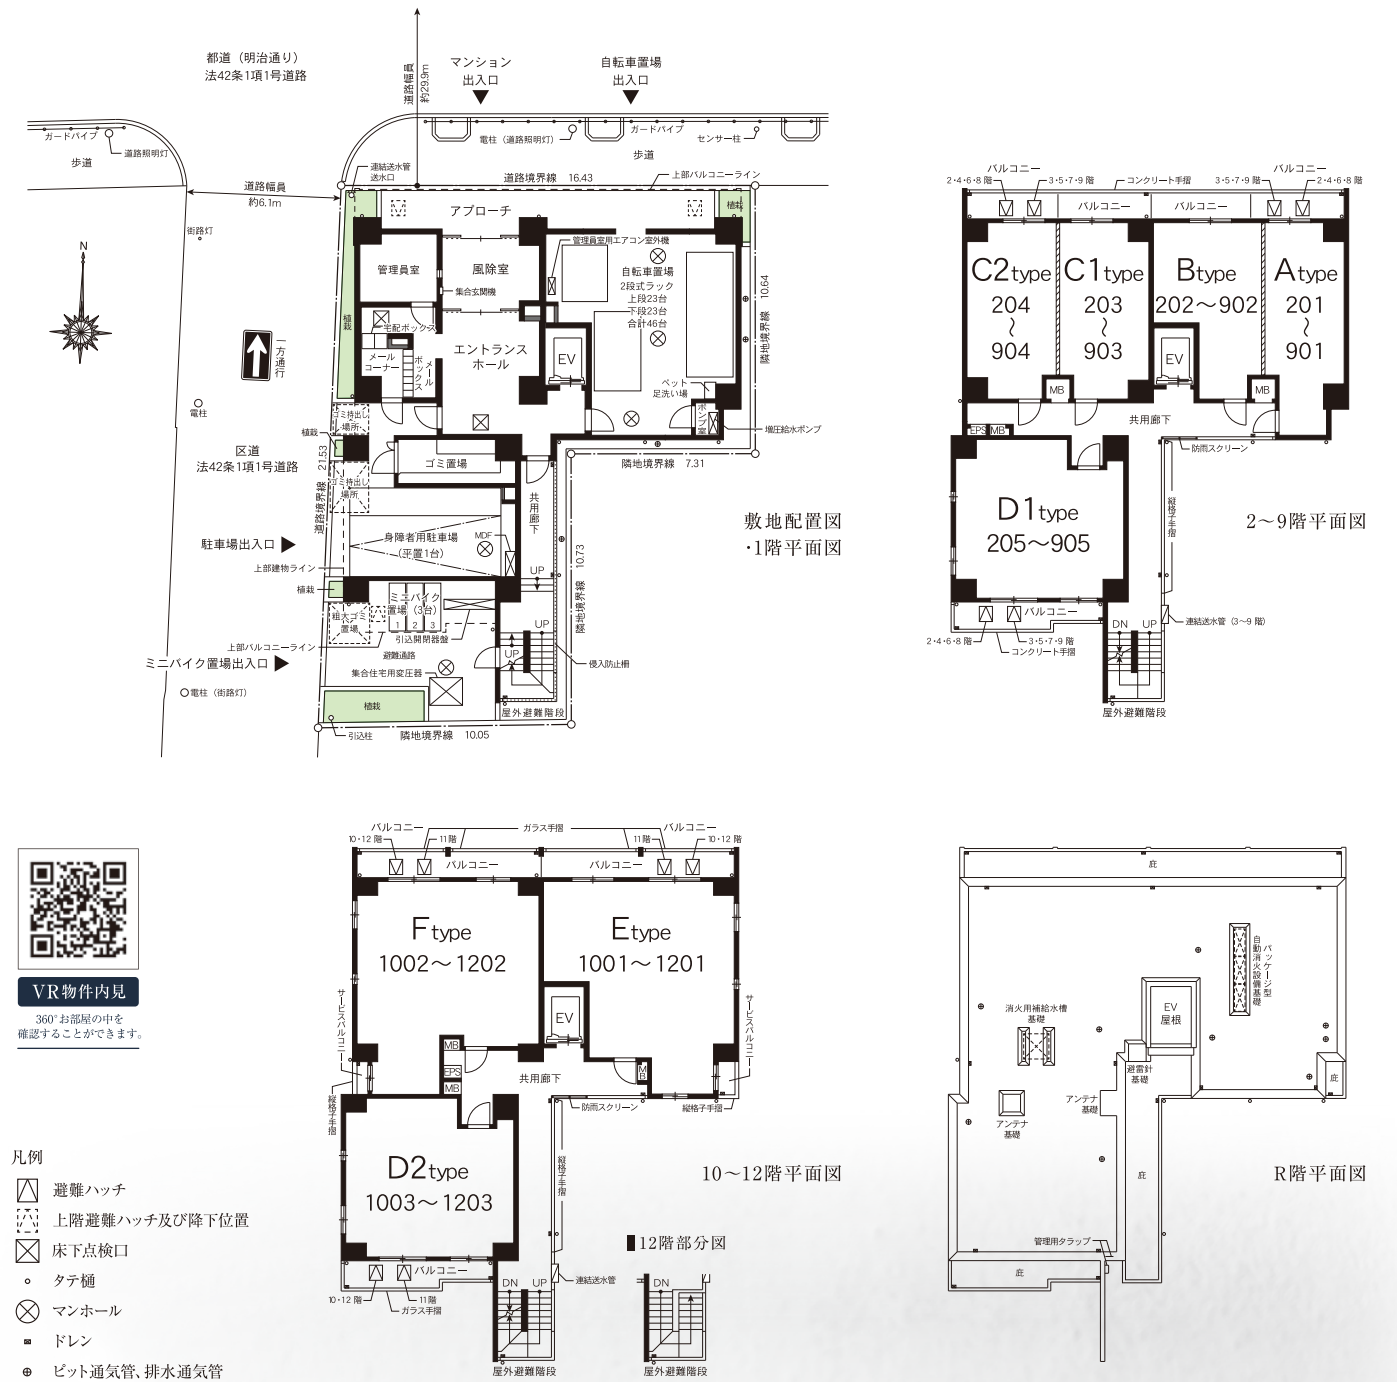 都道（明治通り）
法42条1項1号道路
道路幅員
約29.9m
マンション
出入口
自転車置場
出入口
ガードパイプ
道路照明灯
歩道
電柱（道路照明灯）
ガードパイプ
センサー柱
歩道
道路幅員
約6.1m
連結送水管
送水口
道路境界線 16.43
上部バルコニーライン
街路灯
植栽
アプローチ
植栽
N
管理員室
風除室
集合玄関機
管理員室用エアコン室外機
自転車置場
2段式ラック
上段23台
下段23台
合計46台
隣地境界線 10.64
一方通行
植栽
宅配ボックス
メール
コーナー
メール
ボックス
エントランス
ホール
EV
ペット
足洗い場
ポンプ室
増圧給水ポンプ
電柱
ゴミ持出し
場所
植栽
区道
法42条1項1号道路
道路境界線 21.53
ゴミ持出し
場所
ゴミ置場
隣地境界線 7.31
共用廊下
駐車場出入口
身障者用駐車場
（平置1台）
MDF
上部建物ライン
隣地境界線 10.73
植栽
UP
ミニバイク
置場（3台）
1 2 3
粗大ゴミ
置場
引込開閉器盤
UP
UP
上部バルコニーライン
避難通路
ミニバイク置場出入口
集合住宅用変圧器
侵入防止柵
電柱（街路灯）
植栽
屋外避難階段
引込柱
隣地境界線 10.05
敷地配置図
・1階平面図
バルコニー
2・4・6・8 階
3・5・7・9 階
コンクリート手摺
3・5・7・9 階
バルコニー
2・4・6・8 階
バルコニー
バルコニー
C2type
204
〜
904
C1type
203
〜
903
Btype
202〜902
Atype
201
〜
901
EV
MB
MB
共用廊下
EPS
MB
防雨スクリーン
D1type
205〜905
縦格子手摺
バルコニー
2・4・6・8 階
3・5・7・9 階
コンクリート手摺
DN
UP
連結送水管（3〜9 階）
屋外避難階段
2〜9階平面図
VR物件内見
360°お部屋の中を
確認することができます。
バルコニー
10・12 階
11 階
ガラス手摺
バルコニー
11 階
10・12 階
バルコニー
バルコニー
Ftype
1002〜1202
Etype
1001〜1201
サービスバルコニー
サービスバルコニー
EV
MB
EPS
MB
MB
共用廊下
縦格子手摺
防雨スクリーン
縦格子手摺
D2type
1003〜1203
縦格子手摺
バルコニー
10・12 階
11 階
ガラス手摺
DN
UP
連結送水管
屋外避難階段
10〜12階平面図
12階部分図
DN
屋外避難階段
庇
パッケージ型
自動消火設備基礎
消火用補給水槽
基礎
EV
屋根
避雷針
基礎
庇
アンテナ
基礎
アンテナ
基礎
庇
管理用タラップ
庇
R階平面図
凡例
避難ハッチ
上階避難ハッチ及び降下位置
床下点検口
タテ樋
マンホール
ドレン
ピット通気管、排水通気管